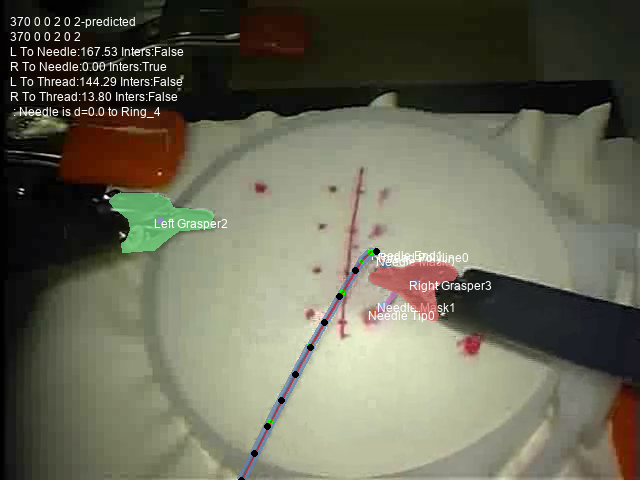 370 0 0 2 0 2-predicted
370 0 0 2 0 2
L To Needle:167.53 Inters:False
R To Needle:0.00 Inters:True
L To Thread:144.29 Inters:False
R To Thread:13.80 Inters:False
: Needle is d=0.0 to Ring_4
Left Grasper2
Right Grasper3
Needle Mask1
Needle Tip0